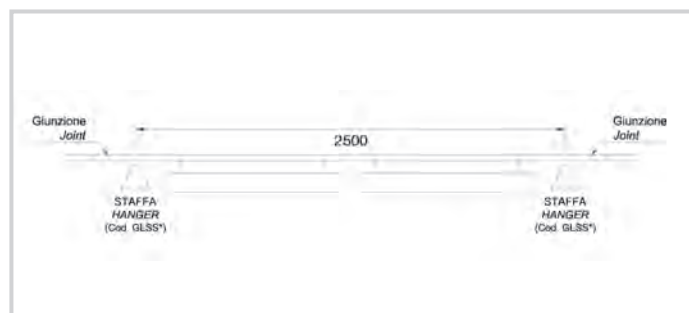 Giunzione
Joint
2500
Giunzione
Joint
STAFFA
HANGER
(Cod. GLSS*)
STAFFA
HANGER
(Cod. GLSS*)